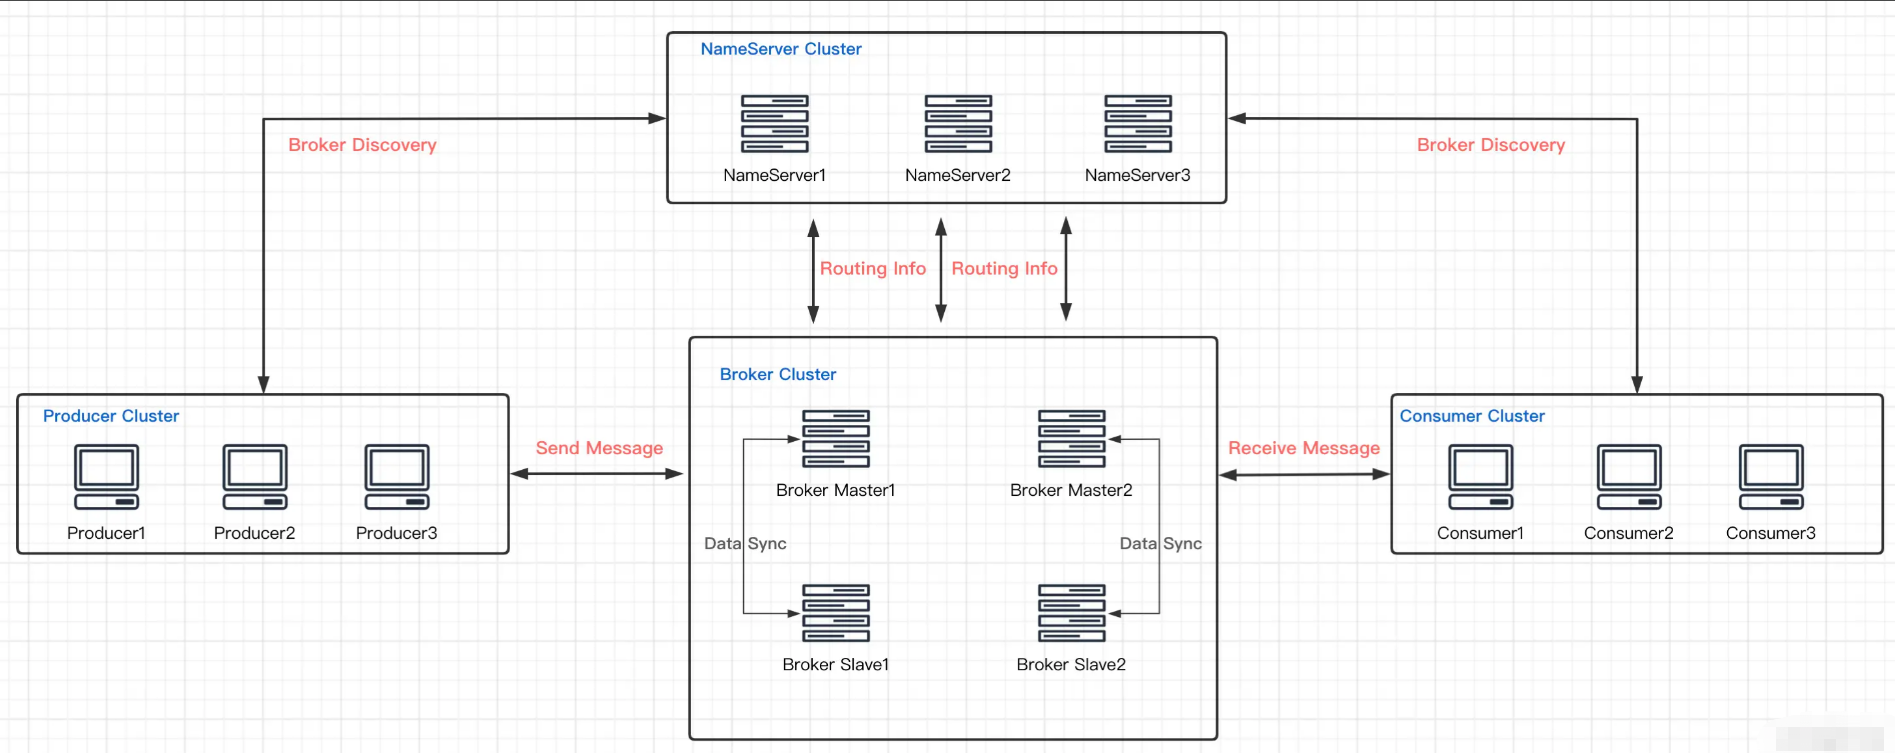 NameServer Cluster
NameServer1
NameServer2
NameServer3
Broker Discovery
Broker Discovery
Routing Info
Routing Info
Producer Cluster
Producer1
Producer2
Producer3
Send Message
Broker Cluster
Broker Master1
Broker Master2
Data Sync
Data Sync
Broker Slave1
Broker Slave2
Receive Message
Consumer Cluster
Consumer1
Consumer2
Consumer3